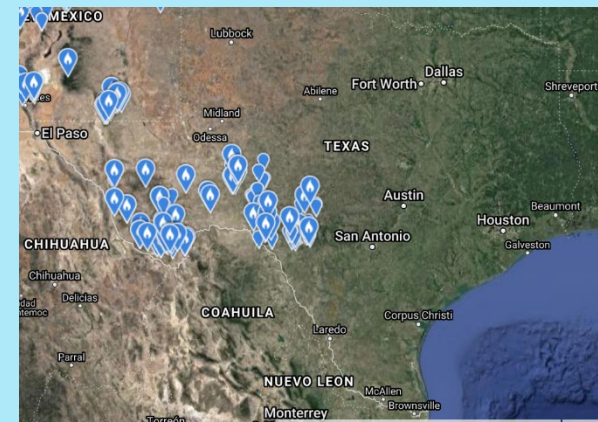 MEXICO
Lubbock
Dallas
Fort Worth
Abilene
Shreveport
Midland
El Paso
Odessa
TEXAS
Austin
Beaumont
Houston
San Antonio
CHIHUAHUA
Galveston
Chihuahua
Delicias
COAHUILA
Corpus Christi
Laredo
Parral
NUEVO LEON
McAllen
Brownsville
Monterrey
Torreón